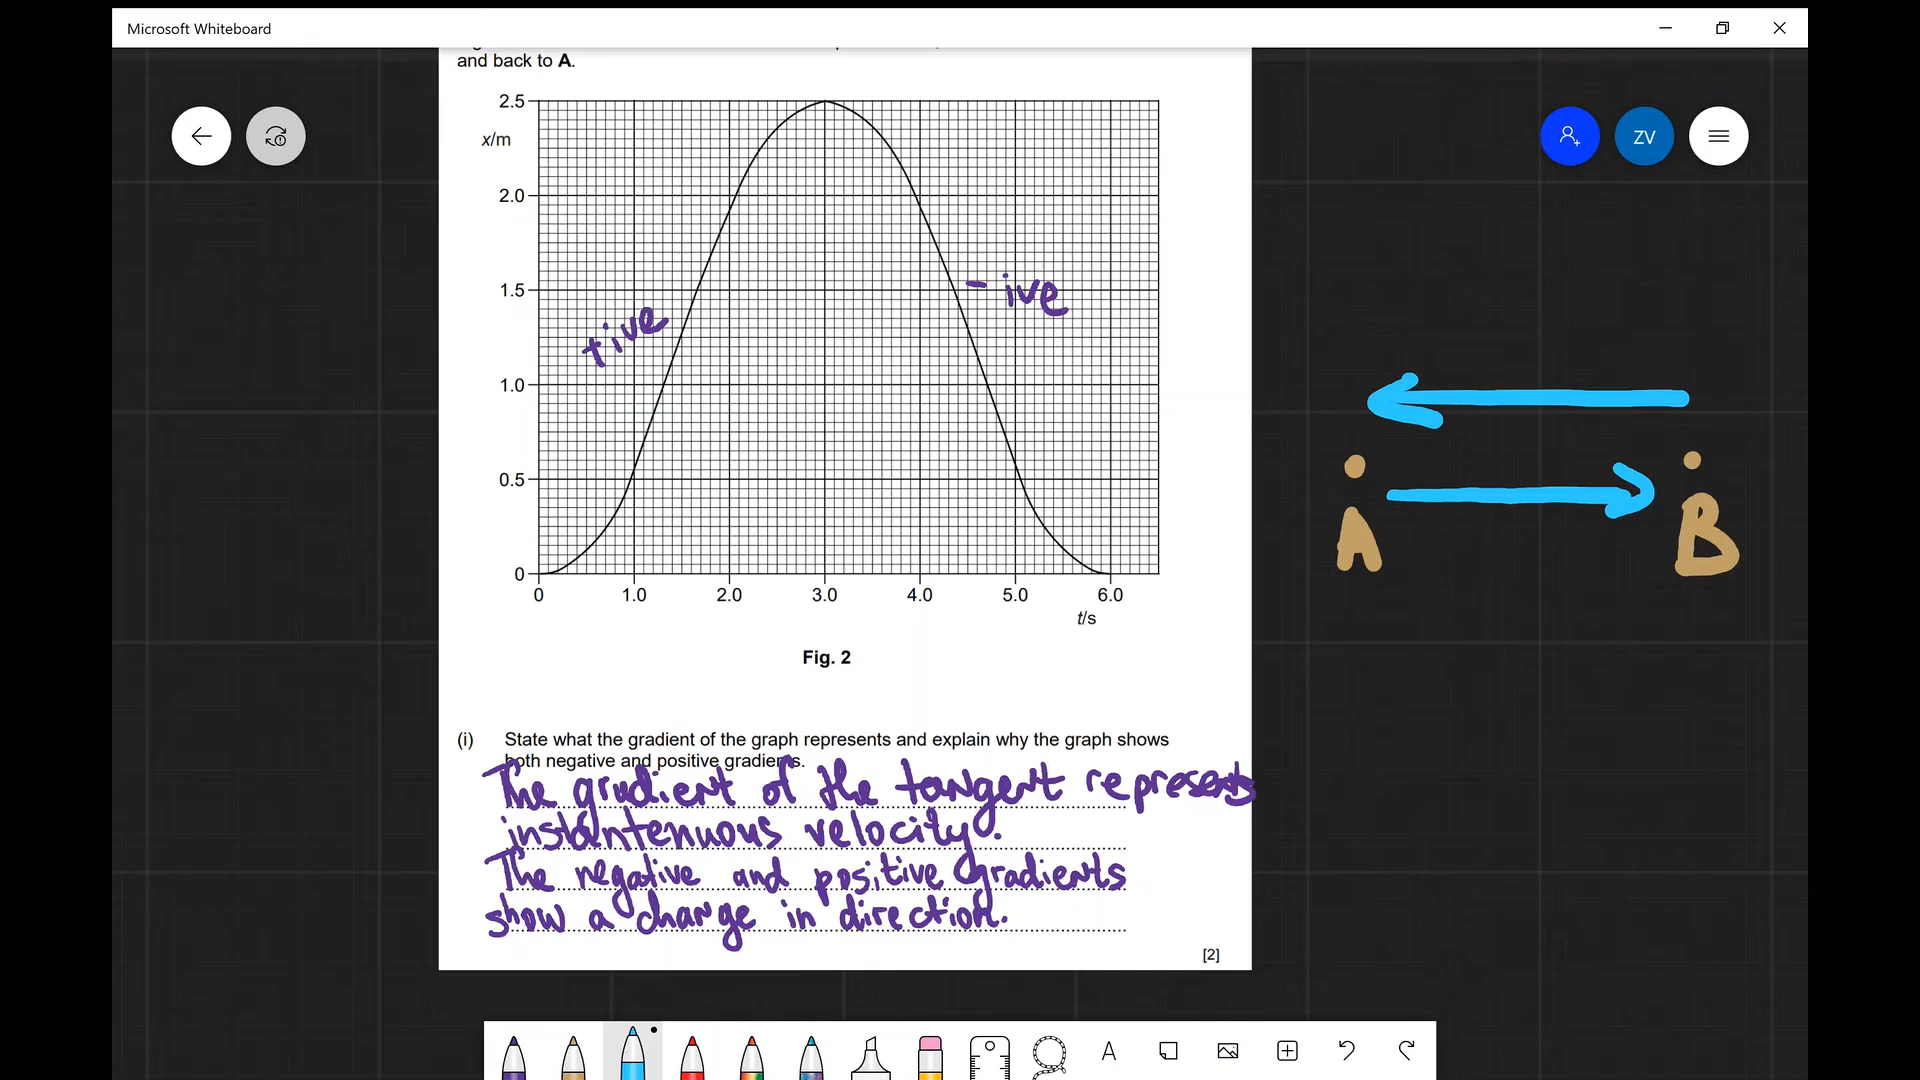 Microsoft Whiteboard
and back to A.
2.5
x/m
2.0
1.5
1.0
0.5
0
+ive
-ive
0 1.0 2.0 3.0 4.0 5.0 6.0
t/s
Fig. 2
(i) State what the gradient of the graph represents and explain why the graph shows
both negative and positive gradients.
The gradient of the tangent represents
instantenuous velocity.
The negative and positive gradients
show a change in direction.
[2]
ZV
A B
A